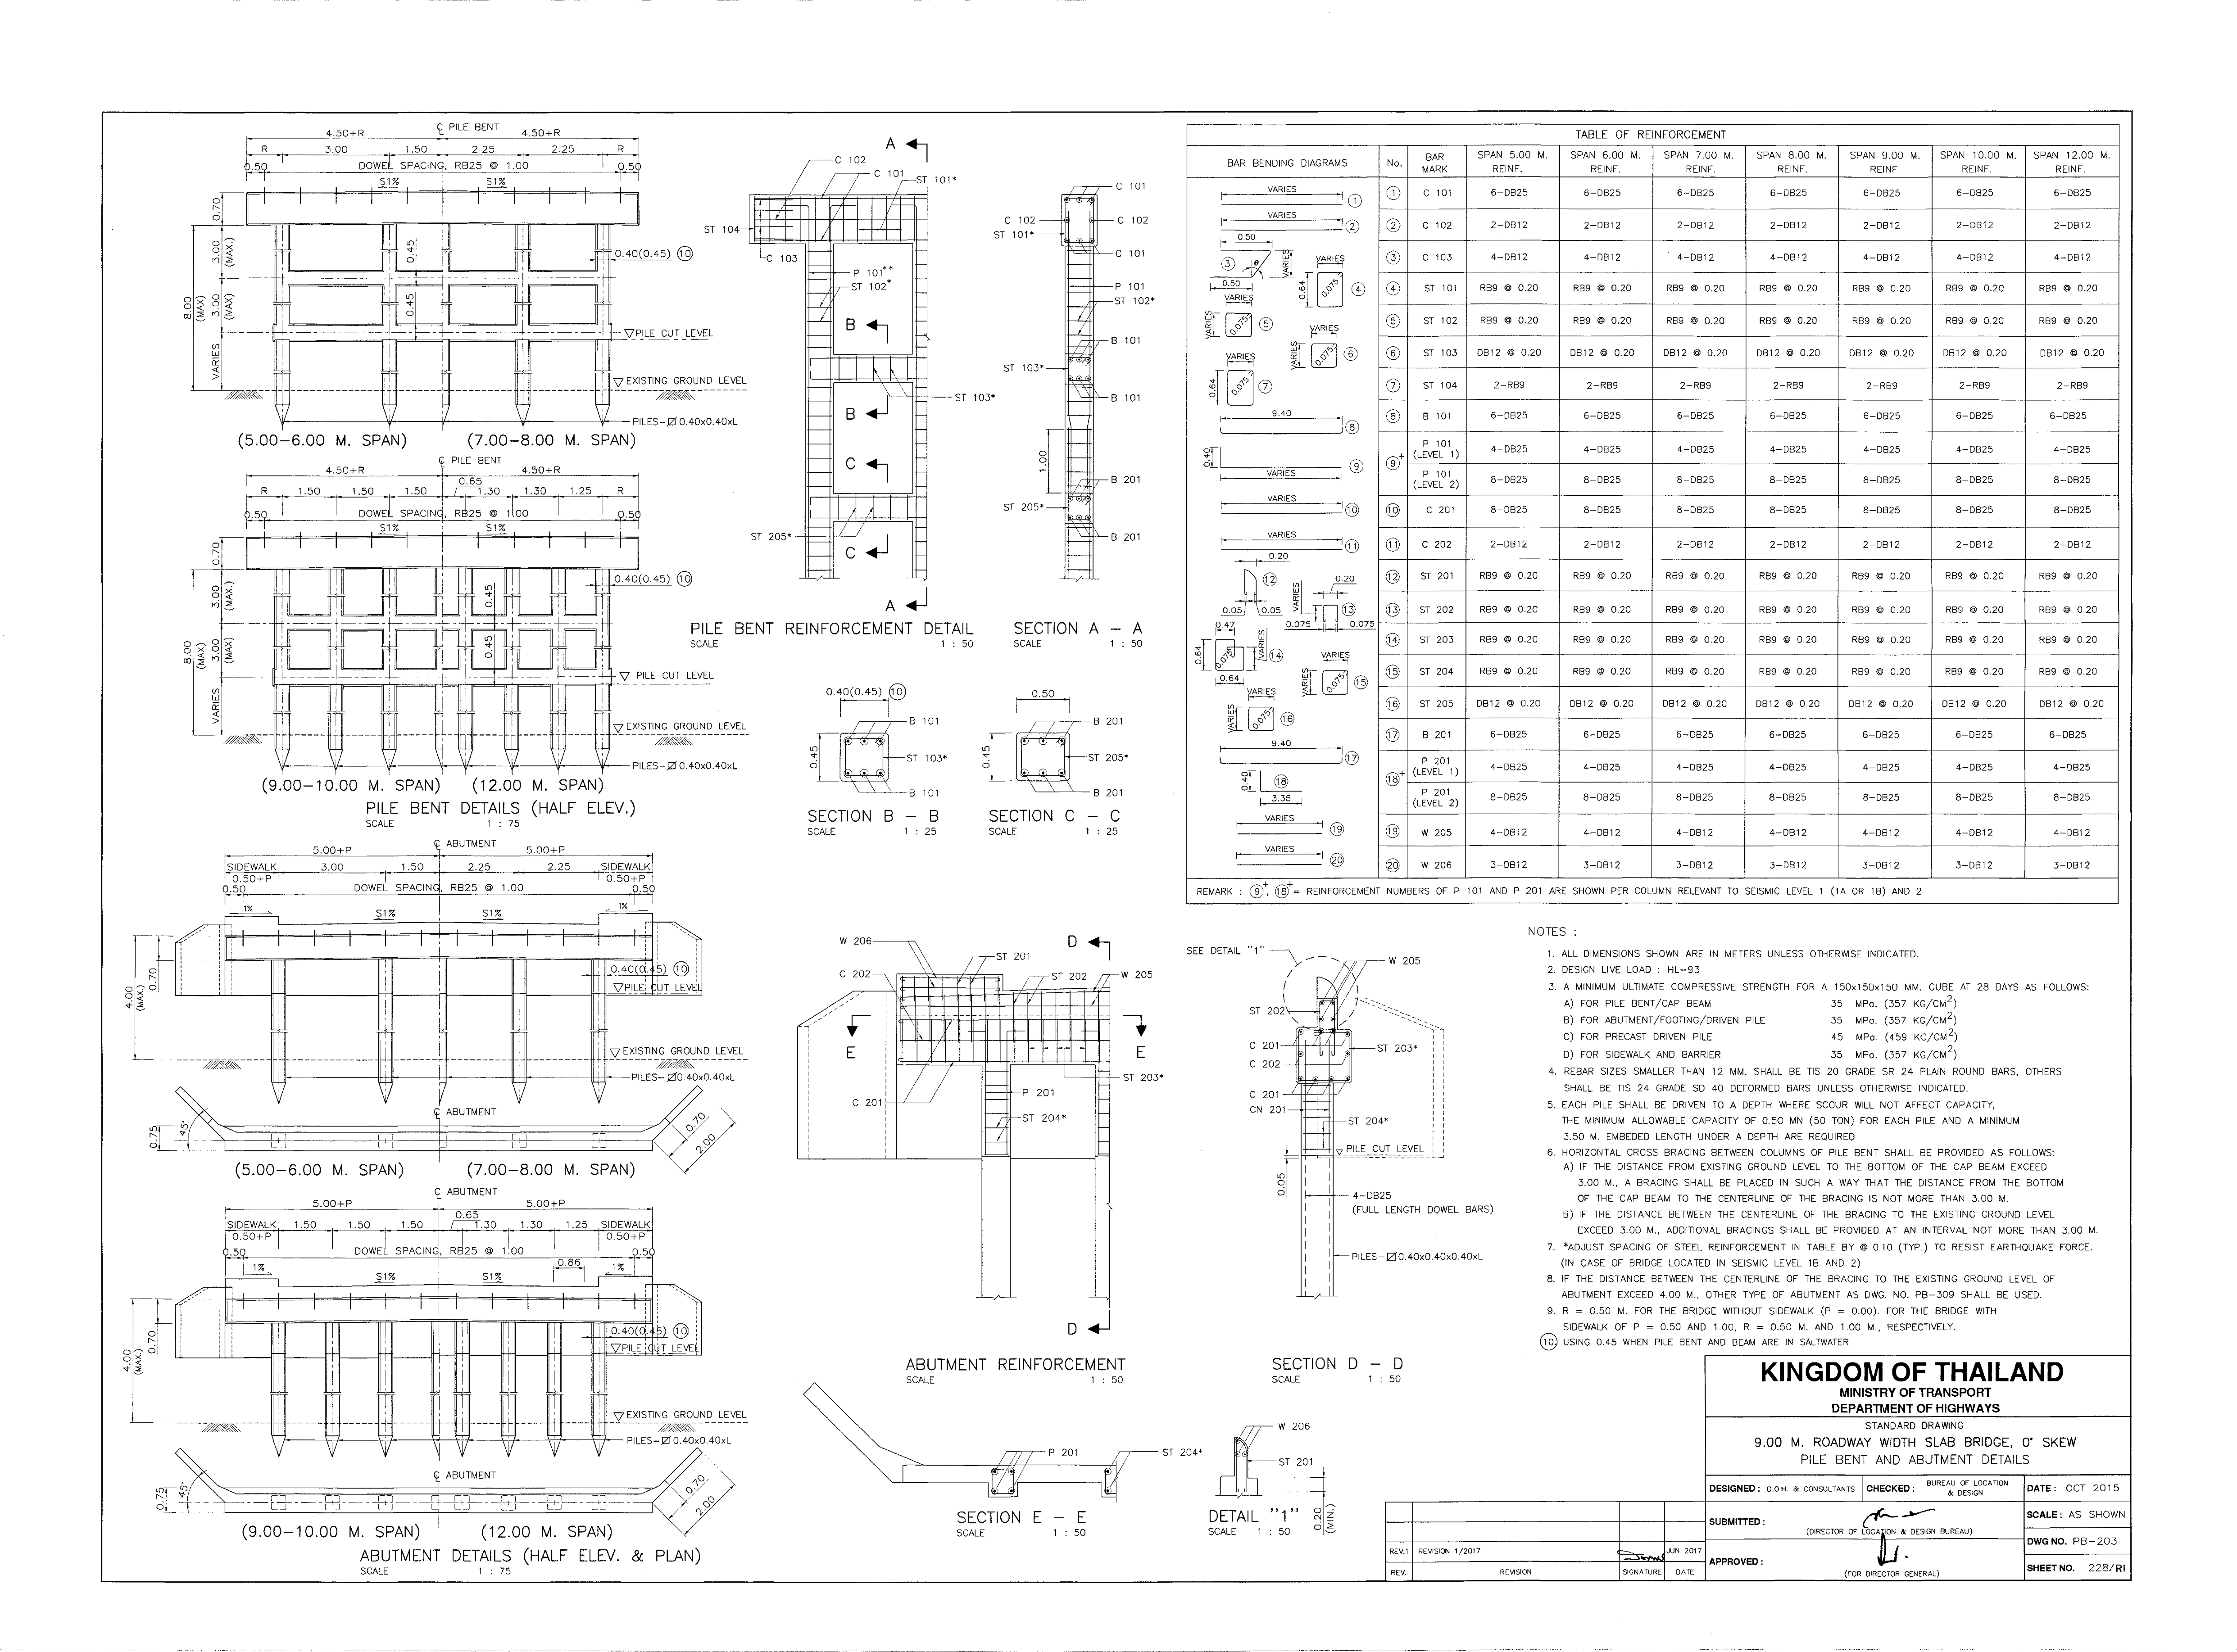 ℄ PILE BENT
4.50+R 4.50+R
R 3.00 1.50 2.25 2.25 R
0.50 DOWEL SPACING, RB25 @ 1.00 0.50
S1% S1%
0.70
3.00 (MAX.)
0.45
0.40(0.45) ⑩
8.00 (MAX)
3.00 (MAX)
0.45
▽PILE CUT LEVEL
VARIES
▽EXISTING GROUND LEVEL
PILES-⌀0.40x0.40xL
(5.00-6.00 M. SPAN) (7.00-8.00 M. SPAN)
℄ PILE BENT
4.50+R 4.50+R
R 1.50 1.50 1.50 0.65 1.30 1.30 1.25 R
0.50 DOWEL SPACING, RB25 @ 1.00 0.50
S1% S1%
0.70
3.00 (MAX.)
0.45
0.40(0.45) ⑩
8.00 (MAX)
3.00 (MAX)
0.45
▽ PILE CUT LEVEL
VARIES
▽EXISTING GROUND LEVEL
PILES-⌀0.40x0.40xL
(9.00-10.00 M. SPAN) (12.00 M. SPAN)
PILE BENT DETAILS (HALF ELEV.)
SCALE 1 : 75
℄ ABUTMENT
5.00+P 5.00+P
SIDEWALK 3.00 1.50 2.25 2.25 SIDEWALK
0.50+P 0.50+P
0.50 DOWEL SPACING, RB25 @ 1.00 0.50
1% S1% S1% 1%
0.70
4.00 (MAX.)
0.40(0.45) ⑩
▽PILE CUT LEVEL
▽EXISTING GROUND LEVEL
PILES-⌀0.40x0.40xL
℄ ABUTMENT
45°
0.75
0.70
2.00
(5.00-6.00 M. SPAN) (7.00-8.00 M. SPAN)
℄ ABUTMENT
5.00+P 5.00+P
SIDEWALK 1.50 1.50 1.50 0.65 1.30 1.30 1.25 SIDEWALK
0.50+P 0.50+P
0.50 DOWEL SPACING, RB25 @ 1.00 0.50
1% S1% S1% 0.86 1%
0.70
4.00 (MAX.)
0.40(0.45) ⑩
▽PILE CUT LEVEL
▽EXISTING GROUND LEVEL
PILES-⌀0.40x0.40xL
℄ ABUTMENT
45°
0.75
0.70
2.00
(9.00-10.00 M. SPAN) (12.00 M. SPAN)
ABUTMENT DETAILS (HALF ELEV. & PLAN)
SCALE 1 : 75
A
C 102
C 101
ST 101*
ST 104
C 103
P 101**
ST 102*
B
ST 103*
B
C
ST 205*
C
A
PILE BENT REINFORCEMENT DETAIL
SCALE 1 : 50
C 101
C 102 C 102
ST 101*
C 101
P 101
ST 102*
B 101
ST 103*
B 101
1.00
B 201
ST 205*
B 201
SECTION A - A
SCALE 1 : 50
0.40(0.45) ⑩
B 101
0.45
ST 103*
B 101
SECTION B - B
SCALE 1 : 25
0.50
B 201
0.45
ST 205*
B 201
SECTION C - C
SCALE 1 : 25
W 206
ST 201
C 202
ST 202
W 205
D
E E
ST 203*
C 201
P 201
ST 204*
D
ABUTMENT REINFORCEMENT
SCALE 1 : 50
SEE DETAIL "1"
W 205
ST 202
C 201
ST 203*
C 202
C 201
CN 201
ST 204*
▽ PILE CUT LEVEL
0.05
4-DB25
(FULL LENGTH DOWEL BARS)
PILES-⌀0.40x0.40x0.40xL
SECTION D - D
SCALE 1 : 50
P 201
ST 204*
SECTION E - E
SCALE 1 : 50
W 206
ST 201
0.20 (MIN.)
DETAIL "1"
SCALE 1 : 50
TABLE OF REINFORCEMENT
BAR BENDING DIAGRAMS No. BAR MARK SPAN 5.00 M. REINF. SPAN 6.00 M. REINF. SPAN 7.00 M. REINF. SPAN 8.00 M. REINF. SPAN 9.00 M. REINF. SPAN 10.00 M. REINF. SPAN 12.00 M. REINF.
VARIES ①
VARIES ②
0.50 ③ θ VARIES 0.50
VARIES 0.64 0.075 ④
VARIES VARIES 0.075 ⑤
VARIES VARIES 0.075 ⑥
VARIES 0.64 0.075 ⑦
9.40 ⑧
0.40 VARIES ⑨
VARIES ⑩
VARIES ⑪
0.20 ⑫ 0.05 0.05
0.20 VARIES ⑬ 0.075 0.075
0.47 0.64 0.075 VARIES ⑭ 0.64
VARIES VARIES 0.075 ⑮
VARIES VARIES 0.075 ⑯
9.40 ⑰
0.40 ⑱ 3.35
VARIES ⑲
VARIES ⑳
① C 101 6-DB25 6-DB25 6-DB25 6-DB25 6-DB25 6-DB25 6-DB25
② C 102 2-DB12 2-DB12 2-DB12 2-DB12 2-DB12 2-DB12 2-DB12
③ C 103 4-DB12 4-DB12 4-DB12 4-DB12 4-DB12 4-DB12 4-DB12
④ ST 101 RB9 @ 0.20 RB9 @ 0.20 RB9 @ 0.20 RB9 @ 0.20 RB9 @ 0.20 RB9 @ 0.20 RB9 @ 0.20
⑤ ST 102 RB9 @ 0.20 RB9 @ 0.20 RB9 @ 0.20 RB9 @ 0.20 RB9 @ 0.20 RB9 @ 0.20 RB9 @ 0.20
⑥ ST 103 DB12 @ 0.20 DB12 @ 0.20 DB12 @ 0.20 DB12 @ 0.20 DB12 @ 0.20 DB12 @ 0.20 DB12 @ 0.20
⑦ ST 104 2-RB9 2-RB9 2-RB9 2-RB9 2-RB9 2-RB9 2-RB9
⑧ B 101 6-DB25 6-DB25 6-DB25 6-DB25 6-DB25 6-DB25 6-DB25
⑨+ P 101 (LEVEL 1) 4-DB25 4-DB25 4-DB25 4-DB25 4-DB25 4-DB25 4-DB25
P 101 (LEVEL 2) 8-DB25 8-DB25 8-DB25 8-DB25 8-DB25 8-DB25 8-DB25
⑩ C 201 8-DB25 8-DB25 8-DB25 8-DB25 8-DB25 8-DB25 8-DB25
⑪ C 202 2-DB12 2-DB12 2-DB12 2-DB12 2-DB12 2-DB12 2-DB12
⑫ ST 201 RB9 @ 0.20 RB9 @ 0.20 RB9 @ 0.20 RB9 @ 0.20 RB9 @ 0.20 RB9 @ 0.20 RB9 @ 0.20
⑬ ST 202 RB9 @ 0.20 RB9 @ 0.20 RB9 @ 0.20 RB9 @ 0.20 RB9 @ 0.20 RB9 @ 0.20 RB9 @ 0.20
⑭ ST 203 RB9 @ 0.20 RB9 @ 0.20 RB9 @ 0.20 RB9 @ 0.20 RB9 @ 0.20 RB9 @ 0.20 RB9 @ 0.20
⑮ ST 204 RB9 @ 0.20 RB9 @ 0.20 RB9 @ 0.20 RB9 @ 0.20 RB9 @ 0.20 RB9 @ 0.20 RB9 @ 0.20
⑯ ST 205 DB12 @ 0.20 DB12 @ 0.20 DB12 @ 0.20 DB12 @ 0.20 DB12 @ 0.20 DB12 @ 0.20 DB12 @ 0.20
⑰ B 201 6-DB25 6-DB25 6-DB25 6-DB25 6-DB25 6-DB25 6-DB25
⑱+ P 201 (LEVEL 1) 4-DB25 4-DB25 4-DB25 4-DB25 4-DB25 4-DB25 4-DB25
P 201 (LEVEL 2) 8-DB25 8-DB25 8-DB25 8-DB25 8-DB25 8-DB25 8-DB25
⑲ W 205 4-DB12 4-DB12 4-DB12 4-DB12 4-DB12 4-DB12 4-DB12
⑳ W 206 3-DB12 3-DB12 3-DB12 3-DB12 3-DB12 3-DB12 3-DB12
REMARK : ⑨+, ⑱+ = REINFORCEMENT NUMBERS OF P 101 AND P 201 ARE SHOWN PER COLUMN RELEVANT TO SEISMIC LEVEL 1 (1A OR 1B) AND 2
NOTES :
1. ALL DIMENSIONS SHOWN ARE IN METERS UNLESS OTHERWISE INDICATED.
2. DESIGN LIVE LOAD : HL-93
3. A MINIMUM ULTIMATE COMPRESSIVE STRENGTH FOR A 150x150x150 MM. CUBE AT 28 DAYS AS FOLLOWS:
A) FOR PILE BENT/CAP BEAM 35 MPa. (357 KG/CM2)
B) FOR ABUTMENT/FOOTING/DRIVEN PILE 35 MPa. (357 KG/CM2)
C) FOR PRECAST DRIVEN PILE 45 MPa. (459 KG/CM2)
D) FOR SIDEWALK AND BARRIER 35 MPa. (357 KG/CM2)
4. REBAR SIZES SMALLER THAN 12 MM. SHALL BE TIS 20 GRADE SR 24 PLAIN ROUND BARS, OTHERS
SHALL BE TIS 24 GRADE SD 40 DEFORMED BARS UNLESS OTHERWISE INDICATED.
5. EACH PILE SHALL BE DRIVEN TO A DEPTH WHERE SCOUR WILL NOT AFFECT CAPACITY,
THE MINIMUM ALLOWABLE CAPACITY OF 0.50 MN (50 TON) FOR EACH PILE AND A MINIMUM
3.50 M. EMBEDED LENGTH UNDER A DEPTH ARE REQUIRED
6. HORIZONTAL CROSS BRACING BETWEEN COLUMNS OF PILE BENT SHALL BE PROVIDED AS FOLLOWS:
A) IF THE DISTANCE FROM EXISTING GROUND LEVEL TO THE BOTTOM OF THE CAP BEAM EXCEED
3.00 M., A BRACING SHALL BE PLACED IN SUCH A WAY THAT THE DISTANCE FROM THE BOTTOM
OF THE CAP BEAM TO THE CENTERLINE OF THE BRACING IS NOT MORE THAN 3.00 M.
B) IF THE DISTANCE BETWEEN THE CENTERLINE OF THE BRACING TO THE EXISTING GROUND LEVEL
EXCEED 3.00 M., ADDITIONAL BRACINGS SHALL BE PROVIDED AT AN INTERVAL NOT MORE THAN 3.00 M.
7. *ADJUST SPACING OF STEEL REINFORCEMENT IN TABLE BY @ 0.10 (TYP.) TO RESIST EARTHQUAKE FORCE.
(IN CASE OF BRIDGE LOCATED IN SEISMIC LEVEL 1B AND 2)
8. IF THE DISTANCE BETWEEN THE CENTERLINE OF THE BRACING TO THE EXISTING GROUND LEVEL OF
ABUTMENT EXCEED 4.00 M., OTHER TYPE OF ABUTMENT AS DWG. NO. PB-309 SHALL BE USED.
9. R = 0.50 M. FOR THE BRIDGE WITHOUT SIDEWALK (P = 0.00). FOR THE BRIDGE WITH
SIDEWALK OF P = 0.50 AND 1.00, R = 0.50 M. AND 1.00 M., RESPECTIVELY.
⑩ USING 0.45 WHEN PILE BENT AND BEAM ARE IN SALTWATER
KINGDOM OF THAILAND
MINISTRY OF TRANSPORT
DEPARTMENT OF HIGHWAYS
STANDARD DRAWING
9.00 M. ROADWAY WIDTH SLAB BRIDGE, 0° SKEW
PILE BENT AND ABUTMENT DETAILS
DESIGNED : D.O.H. & CONSULTANTS CHECKED : BUREAU OF LOCATION & DESIGN DATE : OCT 2015
SUBMITTED : (DIRECTOR OF LOCATION & DESIGN BUREAU) SCALE : AS SHOWN
APPROVED : (FOR DIRECTOR GENERAL) DWG NO. PB-203
SHEET NO. 228/RI
REV.1 REVISION 1/2017 JUN 2017
REV. REVISION SIGNATURE DATE